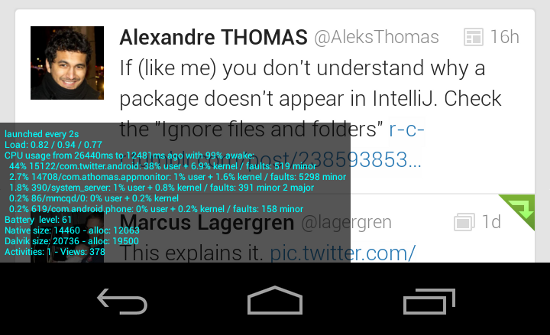 Alexandre THOMAS @AleksThomas 16h
If (like me) you don't understand why a
package doesn't appear in IntelliJ. Check
the "Ignore files and folders" r-c-
post/238593853...
launched every 2s
Load: 0.82 / 0.94 / 0.77
CPU usage from 26440ms to 12481ms ago with 99% awake:
44% 15122/com.twitter.android: 38% user + 6.9% kernel / faults: 519 minor
2.7% 14708/com.athomas.appmonitor: 1% user + 1.6% kernel / faults: 5298 minor
1.8% 390/system_server: 1% user + 0.8% kernel / faults: 391 minor 2 major
0.2% 86/mmcqd/0: 0% user + 0.2% kernel
0.2% 619/com.android.phone: 0% user + 0.2% kernel / faults: 158 minor
Battery level: 61
Native size: 14460 - alloc: 12063
Dalvik size: 20736 - alloc: 19500
Activities: 1 - Views: 378
Marcus Lagergren @lagergren 1d
This explains it. pic.twitter.com/